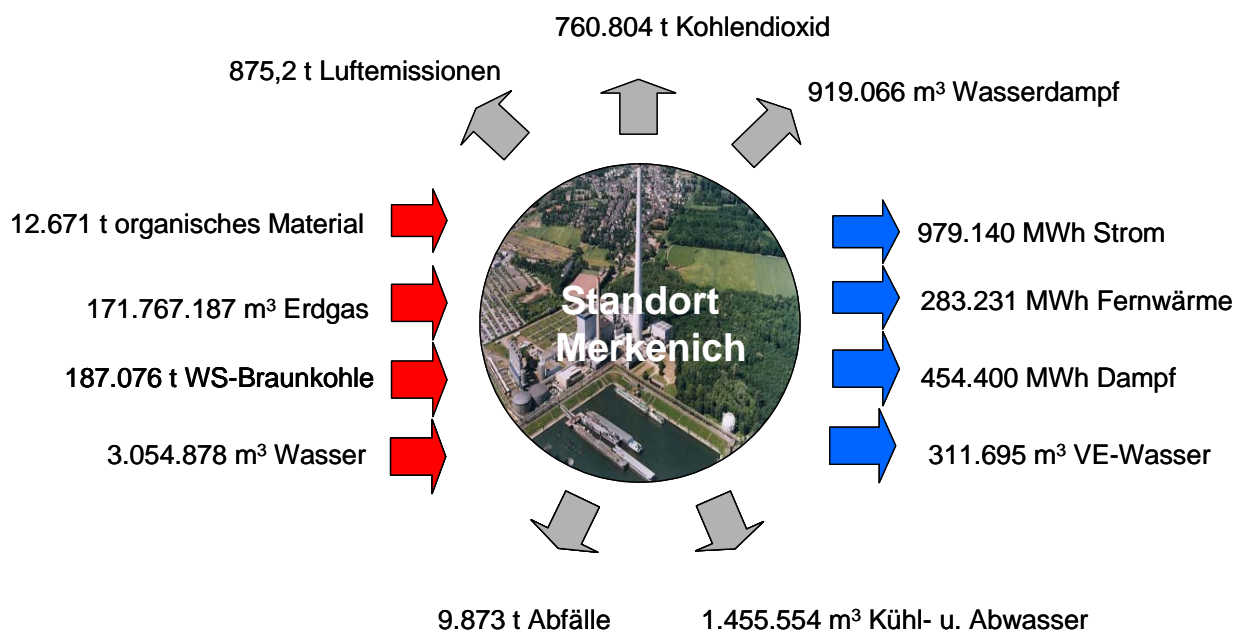 760.804 t Kohlendioxid
875,2 t Luftemissionen
919.066 m³ Wasserdampf
12.671 t organisches Material
171.767.187 m³ Erdgas
187.076 t WS-Braunkohle
3.054.878 m³ Wasser
Standort
Merkenich
979.140 MWh Strom
283.231 MWh Fernwärme
454.400 MWh Dampf
311.695 m³ VE-Wasser
9.873 t Abfälle
1.455.554 m³ Kühl- u. Abwasser